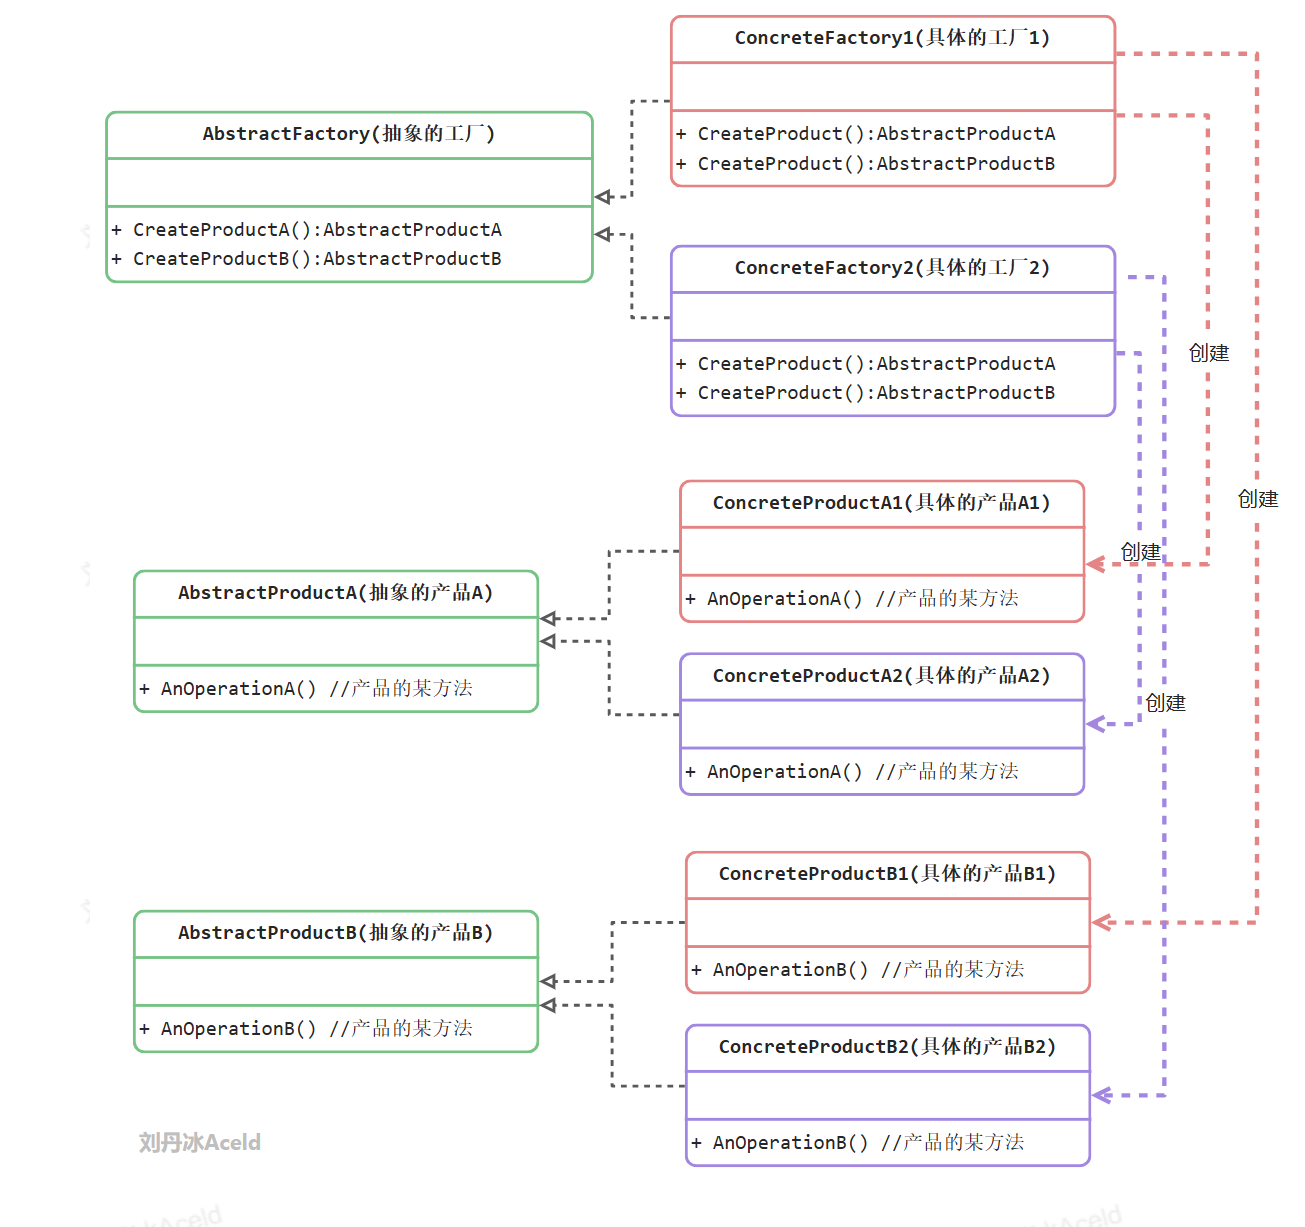 ConcreteFactory1(具体的工厂1)
+ CreateProduct():AbstractProductA
+ CreateProduct():AbstractProductB
AbstractFactory(抽象的工厂)
+ CreateProductA():AbstractProductA
+ CreateProductB():AbstractProductB
ConcreteFactory2(具体的工厂2)
+ CreateProduct():AbstractProductA
+ CreateProduct():AbstractProductB
创建
创建
创建
创建
ConcreteProductA1(具体的产品A1)
+ AnOperationA() //产品的某方法
AbstractProductA(抽象的产品A)
+ AnOperationA() //产品的某方法
ConcreteProductA2(具体的产品A2)
+ AnOperationA() //产品的某方法
ConcreteProductB1(具体的产品B1)
+ AnOperationB() //产品的某方法
AbstractProductB(抽象的产品B)
+ AnOperationB() //产品的某方法
ConcreteProductB2(具体的产品B2)
+ AnOperationB() //产品的某方法
刘丹冰Aceld
Aceld
Aceld